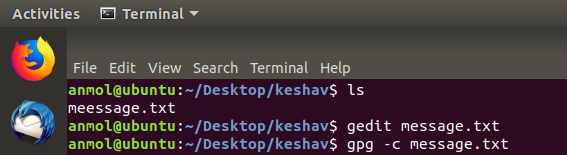 Activities Terminal
File Edit View Search Terminal Help
anmol@ubuntu:~/Desktop/keshav$ ls
meessage.txt
anmol@ubuntu:~/Desktop/keshav$ gedit message.txt
anmol@ubuntu:~/Desktop/keshav$ gpg -c message.txt